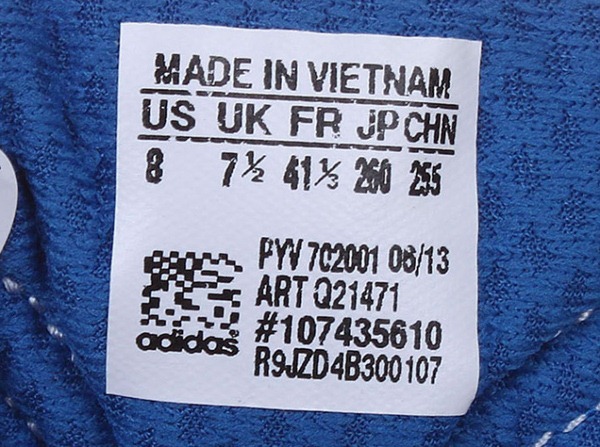 MADE IN VIETNAM
US UK FR JP CHN
8 7½ 41⅓ 260 255
PYV 702001 06/13
ART Q21471
#107435610
adidas R9JZD4B300107